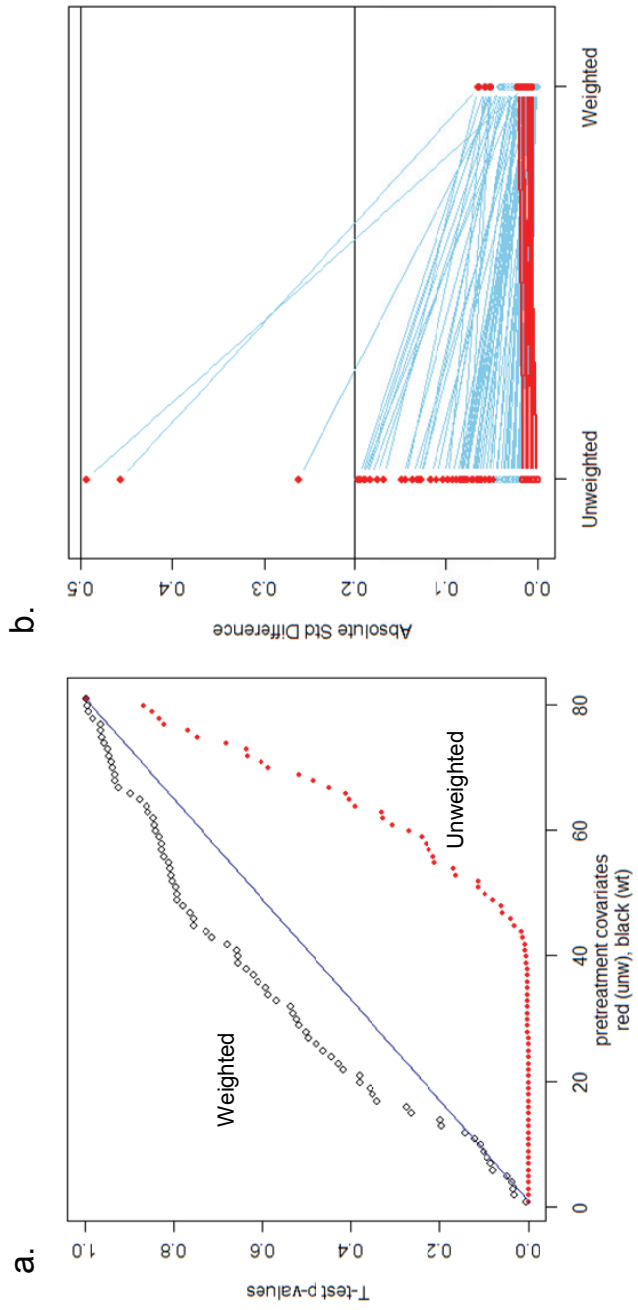 a.
T-test p-values
0.0
0.2
0.4
0.6
0.8
1.0
Weighted
Unweighted
0
20
40
60
80
pretreatment covariates
red (unw), black (wt)
b.
Absolute Std Difference
0.0
0.1
0.2
0.3
0.4
0.5
Unweighted
Weighted